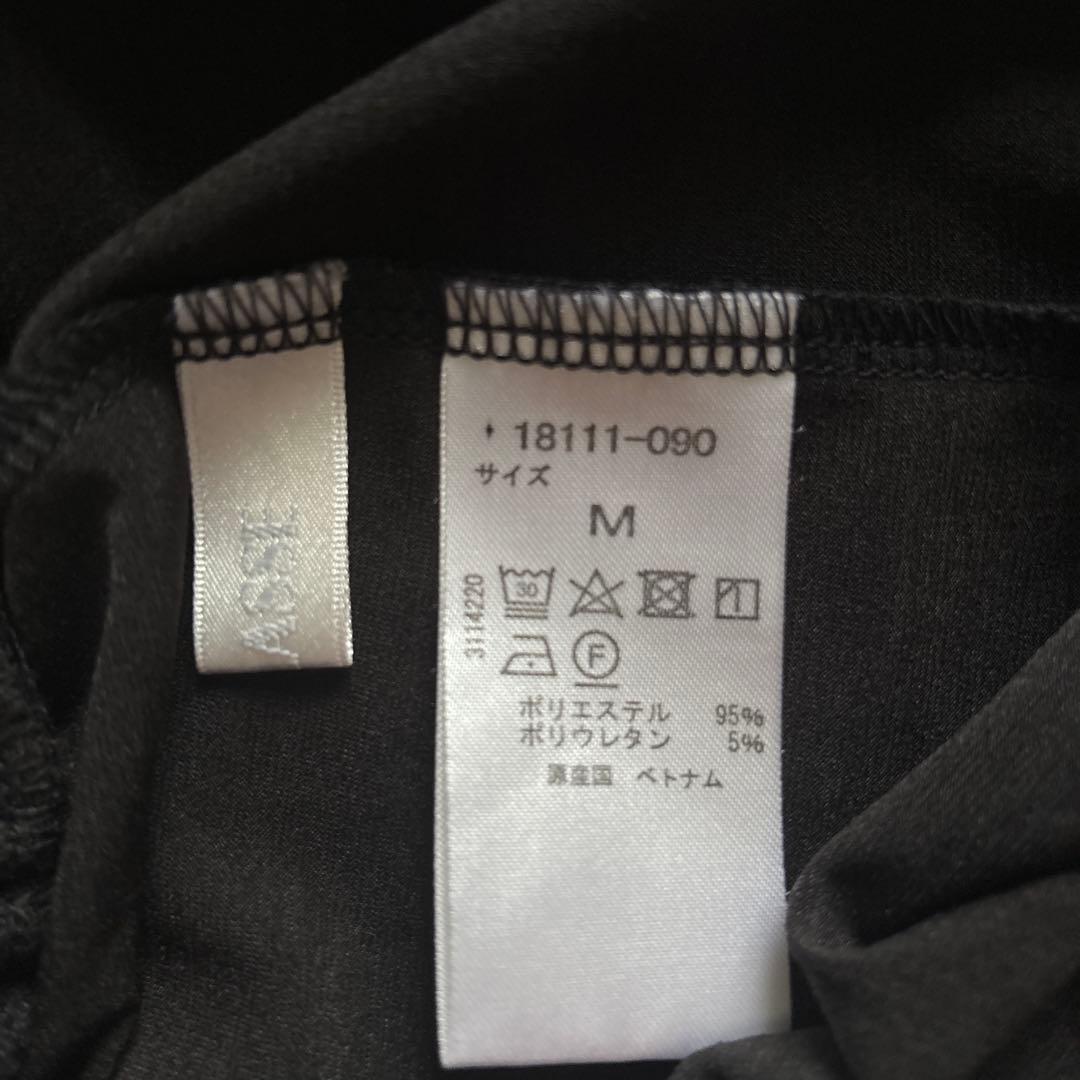 18111-090
サイズ
M
3114220
30
F
ポリエステル 95%
ポリウレタン 5%
原産国 ベトナム